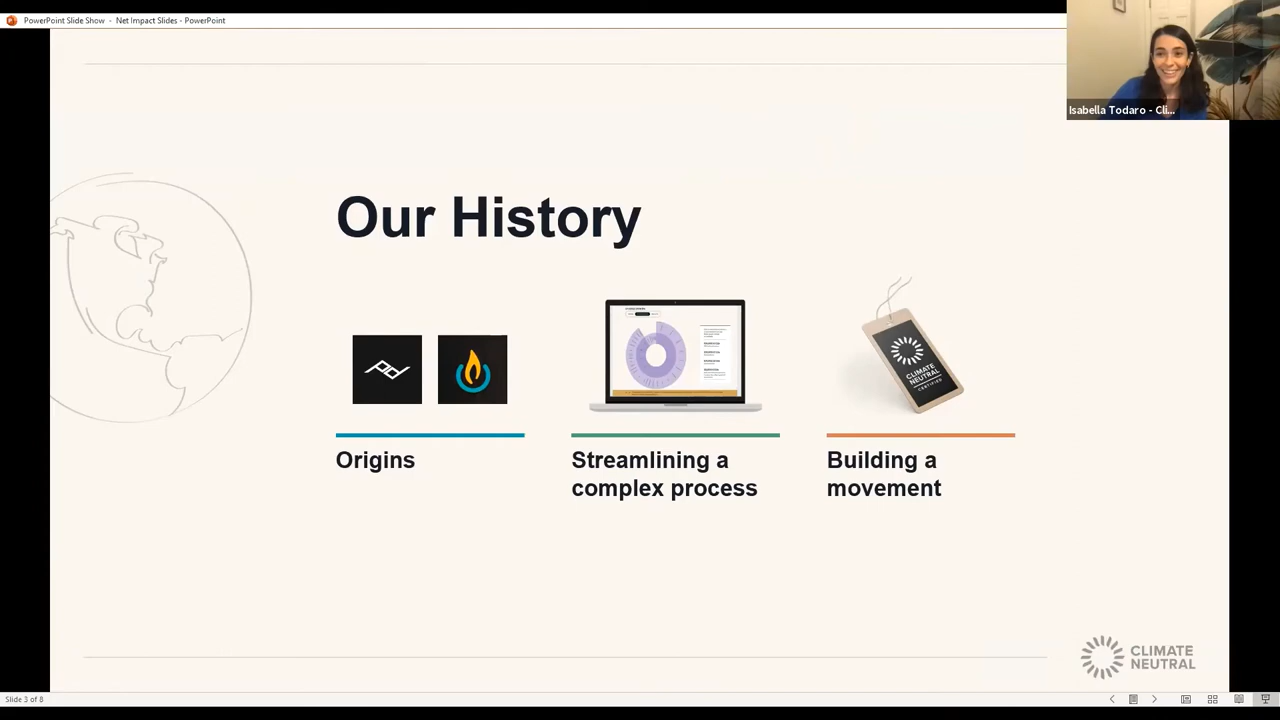 PowerPoint Slide Show - Net Impact Slides - PowerPoint
Isabella Todaro - Cli...
Our History
CLIMATE
NEUTRAL
CERTIFIED
Origins
Streamlining a
complex process
Building a
movement
CLIMATE
NEUTRAL
Slide 3 of 8